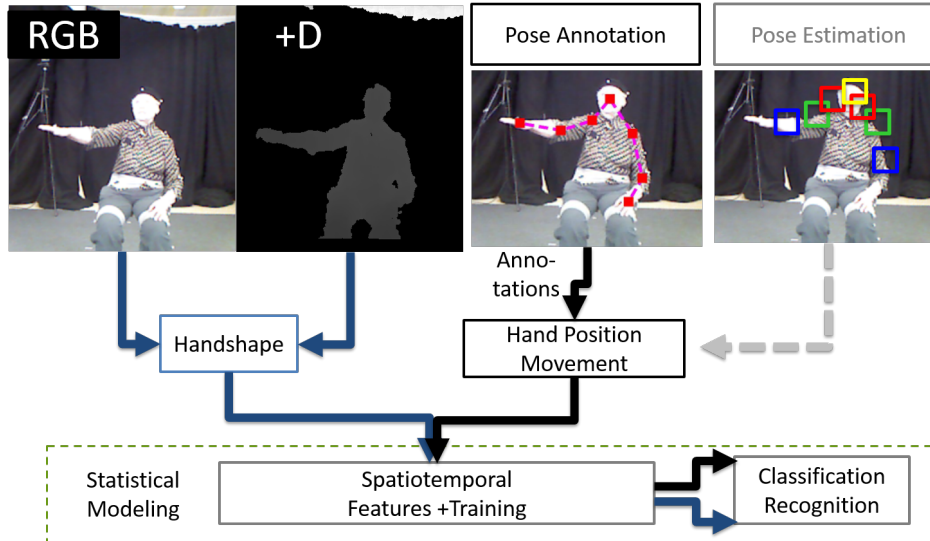 RGB
+D
Pose Annotation
Pose Estimation
Anno-
tations
Handshape
Hand Position
Movement
Statistical
Modeling
Spatiotemporal
Features +Training
Classification
Recognition